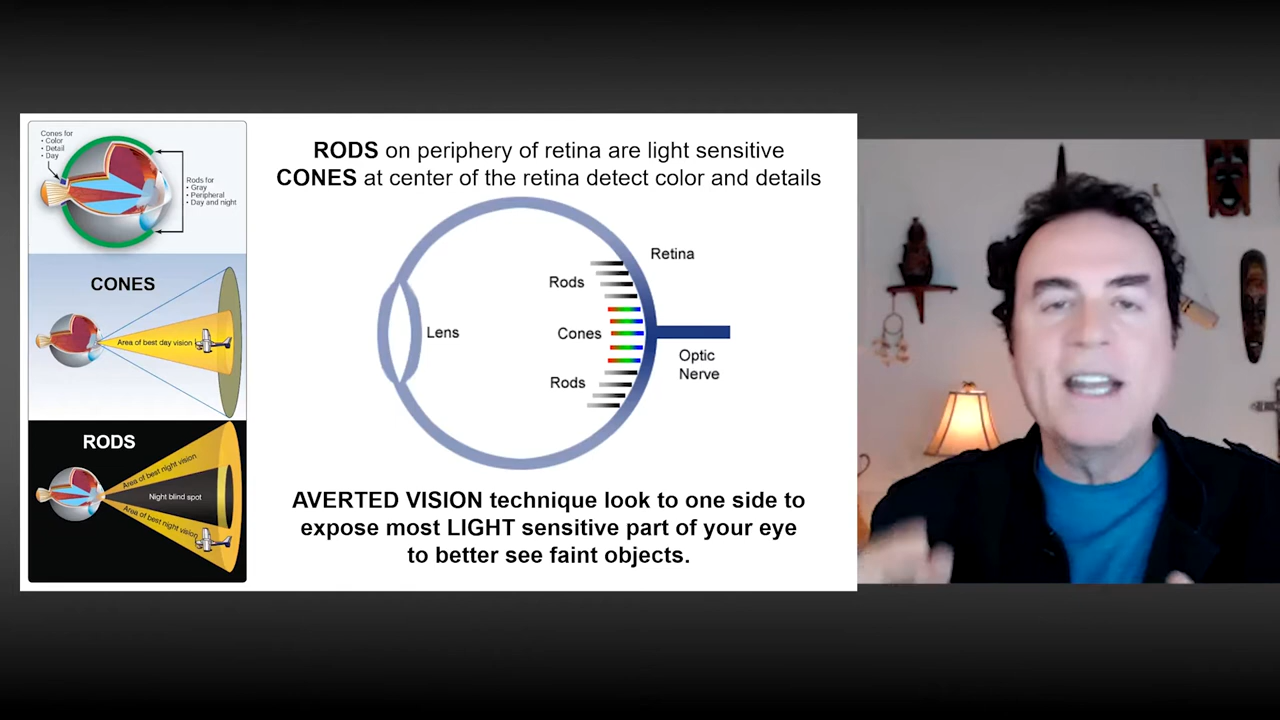 Cones for
• Color
• Detail
• Day
Rods for
• Gray
• Peripheral
• Day and night
CONES
Area of best day vision
RODS
Area of best night vision
Night blind spot
Area of best night vision
RODS on periphery of retina are light sensitive
CONES at center of the retina detect color and details
Retina
Rods
Cones
Lens
Optic
Nerve
Rods
AVERTED VISION technique look to one side to
expose most LIGHT sensitive part of your eye
to better see faint objects.